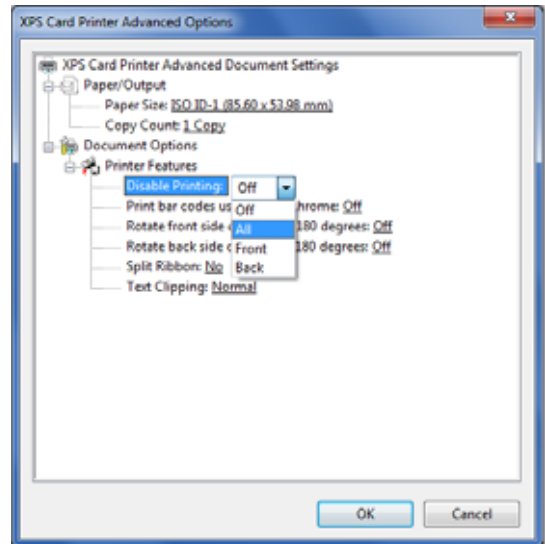 XPS Card Printer Advanced Options
XPS Card Printer Advanced Document Settings
Paper/Output
Paper Size: ISO ID-1 (85.60 x 53.98 mm)
Copy Count: 1 Copy
Document Options
Printer Features
Disable Printing: Off
Print bar codes us hrome: Off
Off
Rotate front side 180 degrees: Off
All
Rotate back side 180 degrees: Off
Front
Split Ribbon: No
Back
Text Clipping: Normal
OK Cancel